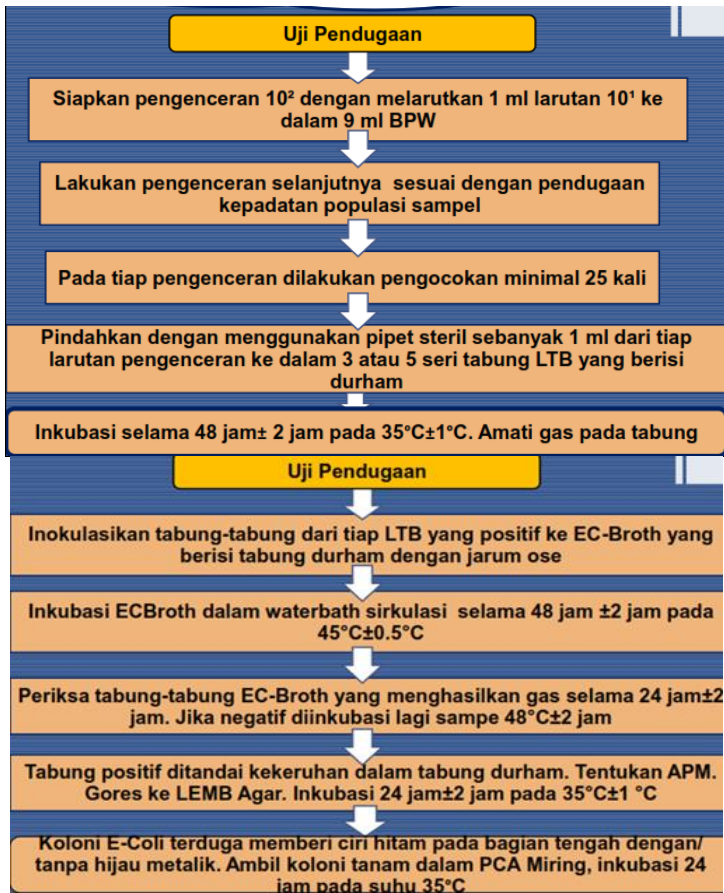 Uji Pendugaan
Siapkan pengenceran 10² dengan melarutkan 1 ml larutan 10¹ ke
dalam 9 ml BPW
Lakukan pengenceran selanjutnya sesuai dengan pendugaan
kepadatan populasi sampel
Pada tiap pengenceran dilakukan pengocokan minimal 25 kali
Pindahkan dengan menggunakan pipet steril sebanyak 1 ml dari tiap
larutan pengenceran ke dalam 3 atau 5 seri tabung LTB yang berisi
durham
Inkubasi selama 48 jam± 2 jam pada 35°C±1°C. Amati gas pada tabung
Uji Pendugaan
Inokulasikan tabung-tabung dari tiap LTB yang positif ke EC-Broth yang
berisi tabung durham dengan jarum ose
Inkubasi ECBroth dalam waterbath sirkulasi selama 48 jam ±2 jam pada
45°C±0.5°C
Periksa tabung-tabung EC-Broth yang menghasilkan gas selama 24 jam±2
jam. Jika negatif diinkubasi lagi sampe 48°C±2 jam
Tabung positif ditandai kekeruhan dalam tabung durham. Tentukan APM.
Gores ke LEMB Agar. Inkubasi 24 jam±2 jam pada 35°C±1 °C
Koloni E-Coli terduga memberi ciri hitam pada bagian tengah dengan/
tanpa hijau metalik. Ambil koloni tanam dalam PCA Miring, inkubasi 24
jam pada suhu 35°C